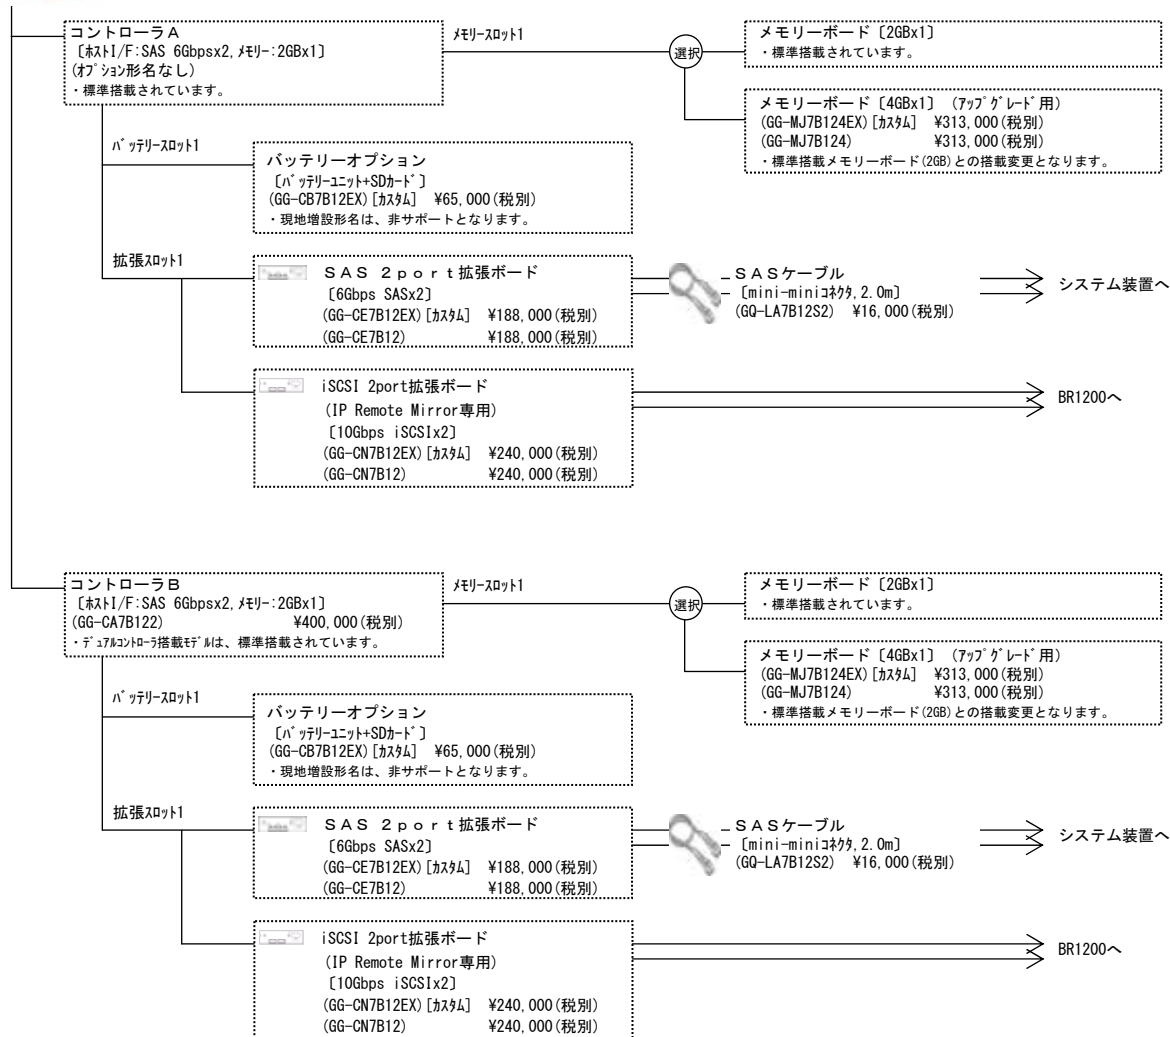 コントローラA
〔ﾎｽﾄI/F:SAS 6Gbpsx2,ﾒﾓﾘｰ:2GBx1〕
(ｵﾌﾟｼｮﾝ形名なし)
・標準搭載されています。
ﾒﾓﾘｰｽﾛｯﾄ1
選択
メモリーボード〔2GBx1〕
・標準搭載されています。
メモリーボード〔4GBx1〕 (ｱｯﾌﾟｸﾞﾚｰﾄﾞ用)
(GG-MJ7B124EX)[ｶｽﾀﾑ] ¥313,000(税別)
(GG-MJ7B124) ¥313,000(税別)
・標準搭載メモリーボード(2GB)との搭載変更となります。
ﾊﾞｯﾃﾘｰｽﾛｯﾄ1
バッテリーオプション
〔ﾊﾞｯﾃﾘｰﾕﾆｯﾄ+SDｶｰﾄﾞ〕
(GG-CB7B12EX)[ｶｽﾀﾑ] ¥65,000(税別)
・現地増設形名は、非サポートとなります。
拡張ｽﾛｯﾄ1
SAS 2port拡張ボード
〔6Gbps SASx2〕
(GG-CE7B12EX)[ｶｽﾀﾑ] ¥188,000(税別)
(GG-CE7B12) ¥188,000(税別)
SASケーブル
〔mini-miniｺﾈｸﾀ,2.0m〕
(GQ-LA7B12S2) ¥16,000(税別)
システム装置へ
iSCSI 2port拡張ボード
(IP Remote Mirror専用)
〔10Gbps iSCSIx2〕
(GG-CN7B12EX)[ｶｽﾀﾑ] ¥240,000(税別)
(GG-CN7B12) ¥240,000(税別)
BR1200へ
コントローラB
〔ﾎｽﾄI/F:SAS 6Gbpsx2,ﾒﾓﾘｰ:2GBx1〕
(GG-CA7B122) ¥400,000(税別)
・ﾃﾞｭｱﾙｺﾝﾄﾛｰﾗ搭載ﾓﾃﾞﾙは、標準搭載されています。
ﾒﾓﾘｰｽﾛｯﾄ1
選択
メモリーボード〔2GBx1〕
・標準搭載されています。
メモリーボード〔4GBx1〕 (ｱｯﾌﾟｸﾞﾚｰﾄﾞ用)
(GG-MJ7B124EX)[ｶｽﾀﾑ] ¥313,000(税別)
(GG-MJ7B124) ¥313,000(税別)
・標準搭載メモリーボード(2GB)との搭載変更となります。
ﾊﾞｯﾃﾘｰｽﾛｯﾄ1
バッテリーオプション
〔ﾊﾞｯﾃﾘｰﾕﾆｯﾄ+SDｶｰﾄﾞ〕
(GG-CB7B12EX)[ｶｽﾀﾑ] ¥65,000(税別)
・現地増設形名は、非サポートとなります。
拡張ｽﾛｯﾄ1
SAS 2port拡張ボード
〔6Gbps SASx2〕
(GG-CE7B12EX)[ｶｽﾀﾑ] ¥188,000(税別)
(GG-CE7B12) ¥188,000(税別)
SASケーブル
〔mini-miniｺﾈｸﾀ,2.0m〕
(GQ-LA7B12S2) ¥16,000(税別)
システム装置へ
iSCSI 2port拡張ボード
(IP Remote Mirror専用)
〔10Gbps iSCSIx2〕
(GG-CN7B12EX)[ｶｽﾀﾑ] ¥240,000(税別)
(GG-CN7B12) ¥240,000(税別)
BR1200へ